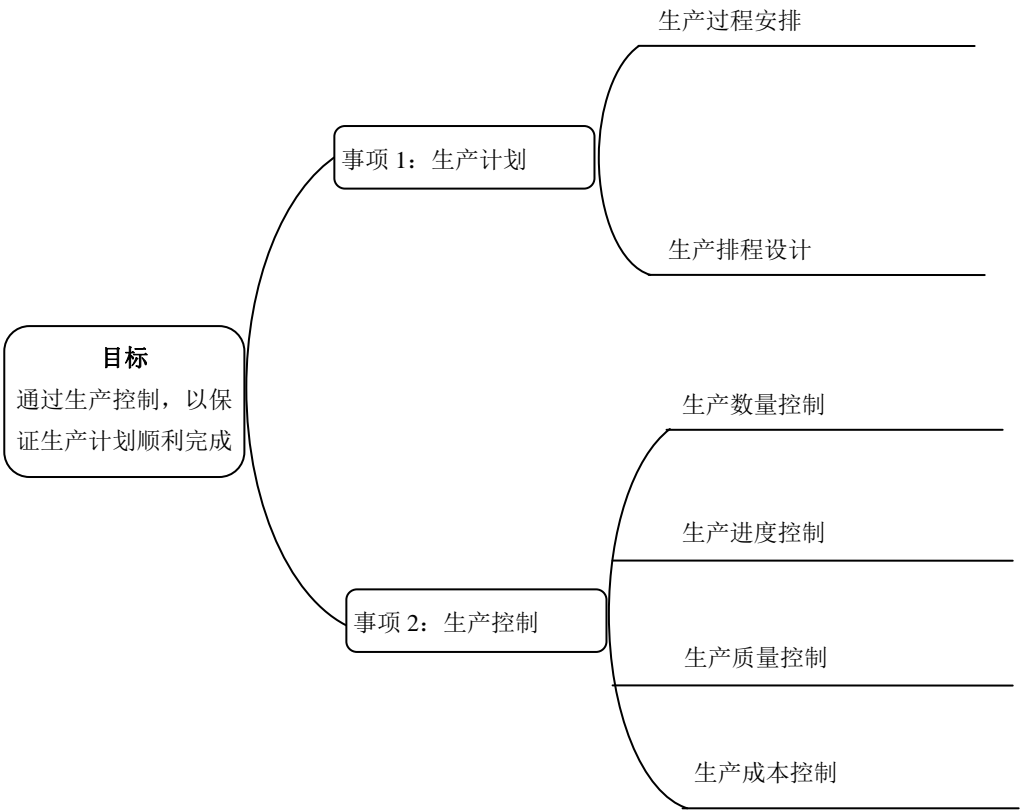 生产过程安排
事项 1：生产计划
生产排程设计
目标
通过生产控制，以保
证生产计划顺利完成
生产数量控制
生产进度控制
事项 2：生产控制
生产质量控制
生产成本控制